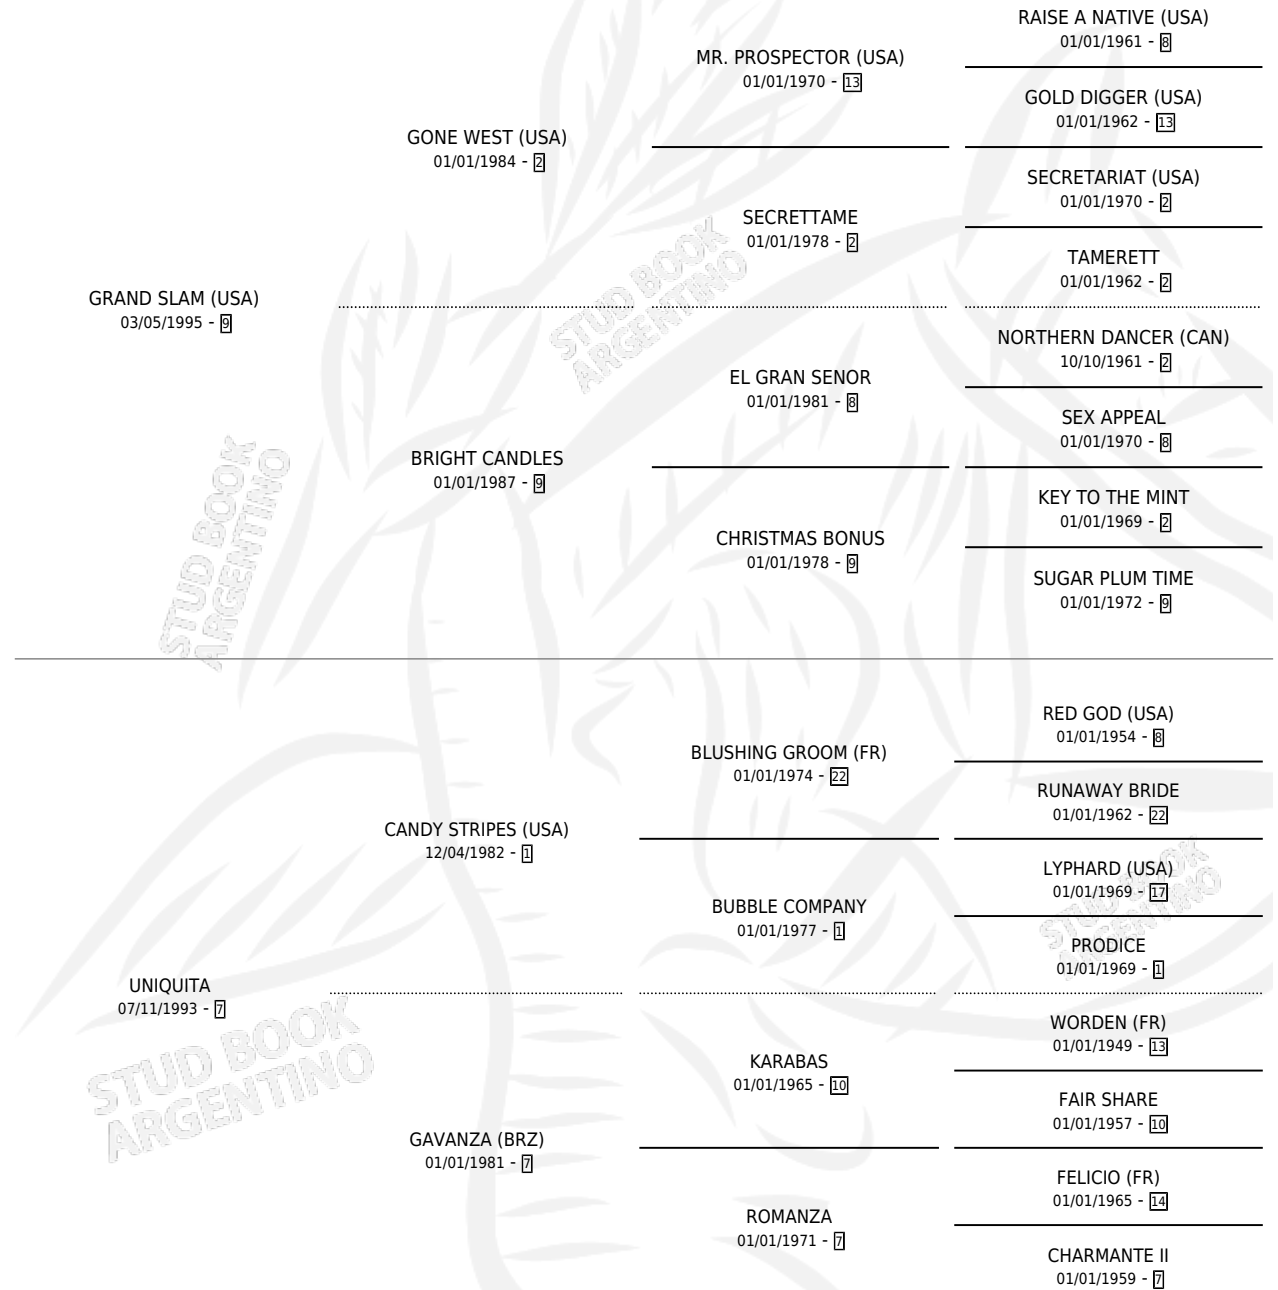 RAISE A NATIVE (USA)
01/01/1961 - 8
MR. PROSPECTOR (USA)
01/01/1970 - 13
GOLD DIGGER (USA)
01/01/1962 - 13
GONE WEST (USA)
01/01/1984 - 2
SECRETARIAT (USA)
01/01/1970 - 2
SECRETTAME
01/01/1978 - 2
TAMERETT
01/01/1962 - 2
GRAND SLAM (USA)
03/05/1995 - 9
NORTHERN DANCER (CAN)
10/10/1961 - 2
EL GRAN SENOR
01/01/1981 - 8
SEX APPEAL
01/01/1970 - 8
BRIGHT CANDLES
01/01/1987 - 9
KEY TO THE MINT
01/01/1969 - 2
CHRISTMAS BONUS
01/01/1978 - 9
SUGAR PLUM TIME
01/01/1972 - 9
RED GOD (USA)
01/01/1954 - 8
BLUSHING GROOM (FR)
01/01/1974 - 22
RUNAWAY BRIDE
01/01/1962 - 22
CANDY STRIPES (USA)
12/04/1982 - 1
LYPHARD (USA)
01/01/1969 - 17
BUBBLE COMPANY
01/01/1977 - 1
PRODICE
01/01/1969 - 1
UNIQUITA
07/11/1993 - 7
WORDEN (FR)
01/01/1949 - 13
KARABAS
01/01/1965 - 10
FAIR SHARE
01/01/1957 - 10
GAVANZA (BRZ)
01/01/1981 - 7
FELICIO (FR)
01/01/1965 - 14
ROMANZA
01/01/1971 - 7
CHARMANTE II
01/01/1959 - 7
STUD BOOK
ARGENTINO
STUD BOOK
ARGENTINO
STUD BOOK
ARGENTINO
STUD BOOK
ARGENTINO